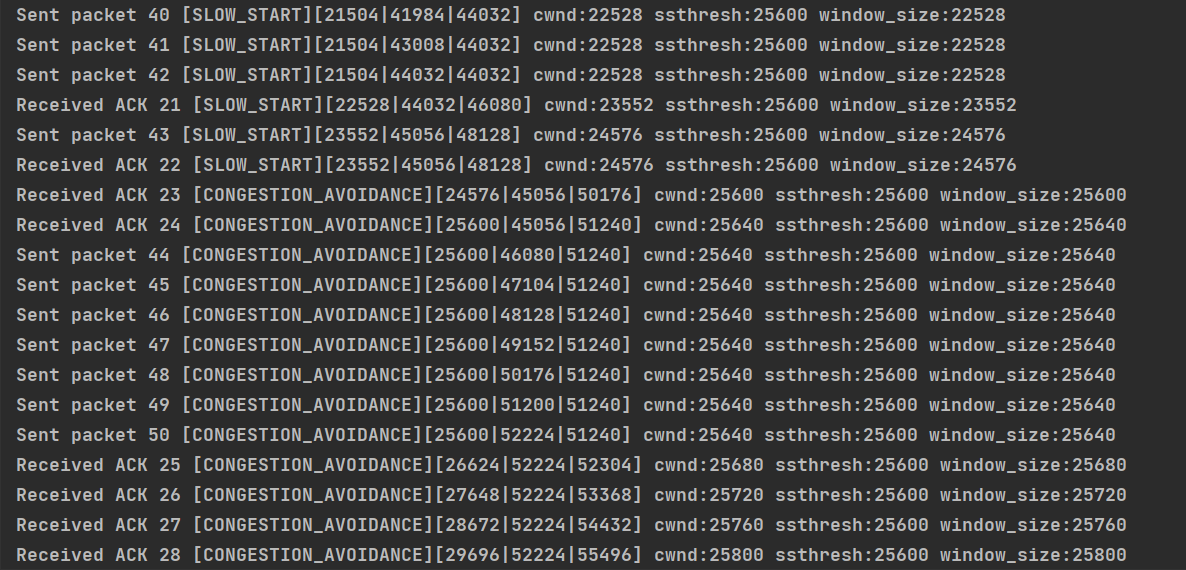 Sent packet 40 [SLOW_START][21504|41984|44032] cwnd:22528 ssthresh:25600 window_size:22528
Sent packet 41 [SLOW_START][21504|43008|44032] cwnd:22528 ssthresh:25600 window_size:22528
Sent packet 42 [SLOW_START][21504|44032|44032] cwnd:22528 ssthresh:25600 window_size:22528
Received ACK 21 [SLOW_START][22528|44032|46080] cwnd:23552 ssthresh:25600 window_size:23552
Sent packet 43 [SLOW_START][23552|45056|48128] cwnd:24576 ssthresh:25600 window_size:24576
Received ACK 22 [SLOW_START][23552|45056|48128] cwnd:24576 ssthresh:25600 window_size:24576
Received ACK 23 [CONGESTION_AVOIDANCE][24576|45056|50176] cwnd:25600 ssthresh:25600 window_size:25600
Received ACK 24 [CONGESTION_AVOIDANCE][25600|45056|51240] cwnd:25640 ssthresh:25600 window_size:25640
Sent packet 44 [CONGESTION_AVOIDANCE][25600|46080|51240] cwnd:25640 ssthresh:25600 window_size:25640
Sent packet 45 [CONGESTION_AVOIDANCE][25600|47104|51240] cwnd:25640 ssthresh:25600 window_size:25640
Sent packet 46 [CONGESTION_AVOIDANCE][25600|48128|51240] cwnd:25640 ssthresh:25600 window_size:25640
Sent packet 47 [CONGESTION_AVOIDANCE][25600|49152|51240] cwnd:25640 ssthresh:25600 window_size:25640
Sent packet 48 [CONGESTION_AVOIDANCE][25600|50176|51240] cwnd:25640 ssthresh:25600 window_size:25640
Sent packet 49 [CONGESTION_AVOIDANCE][25600|51200|51240] cwnd:25640 ssthresh:25600 window_size:25640
Sent packet 50 [CONGESTION_AVOIDANCE][25600|52224|51240] cwnd:25640 ssthresh:25600 window_size:25640
Received ACK 25 [CONGESTION_AVOIDANCE][26624|52224|52304] cwnd:25680 ssthresh:25600 window_size:25680
Received ACK 26 [CONGESTION_AVOIDANCE][27648|52224|53368] cwnd:25720 ssthresh:25600 window_size:25720
Received ACK 27 [CONGESTION_AVOIDANCE][28672|52224|54432] cwnd:25760 ssthresh:25600 window_size:25760
Received ACK 28 [CONGESTION_AVOIDANCE][29696|52224|55496] cwnd:25800 ssthresh:25600 window_size:25800